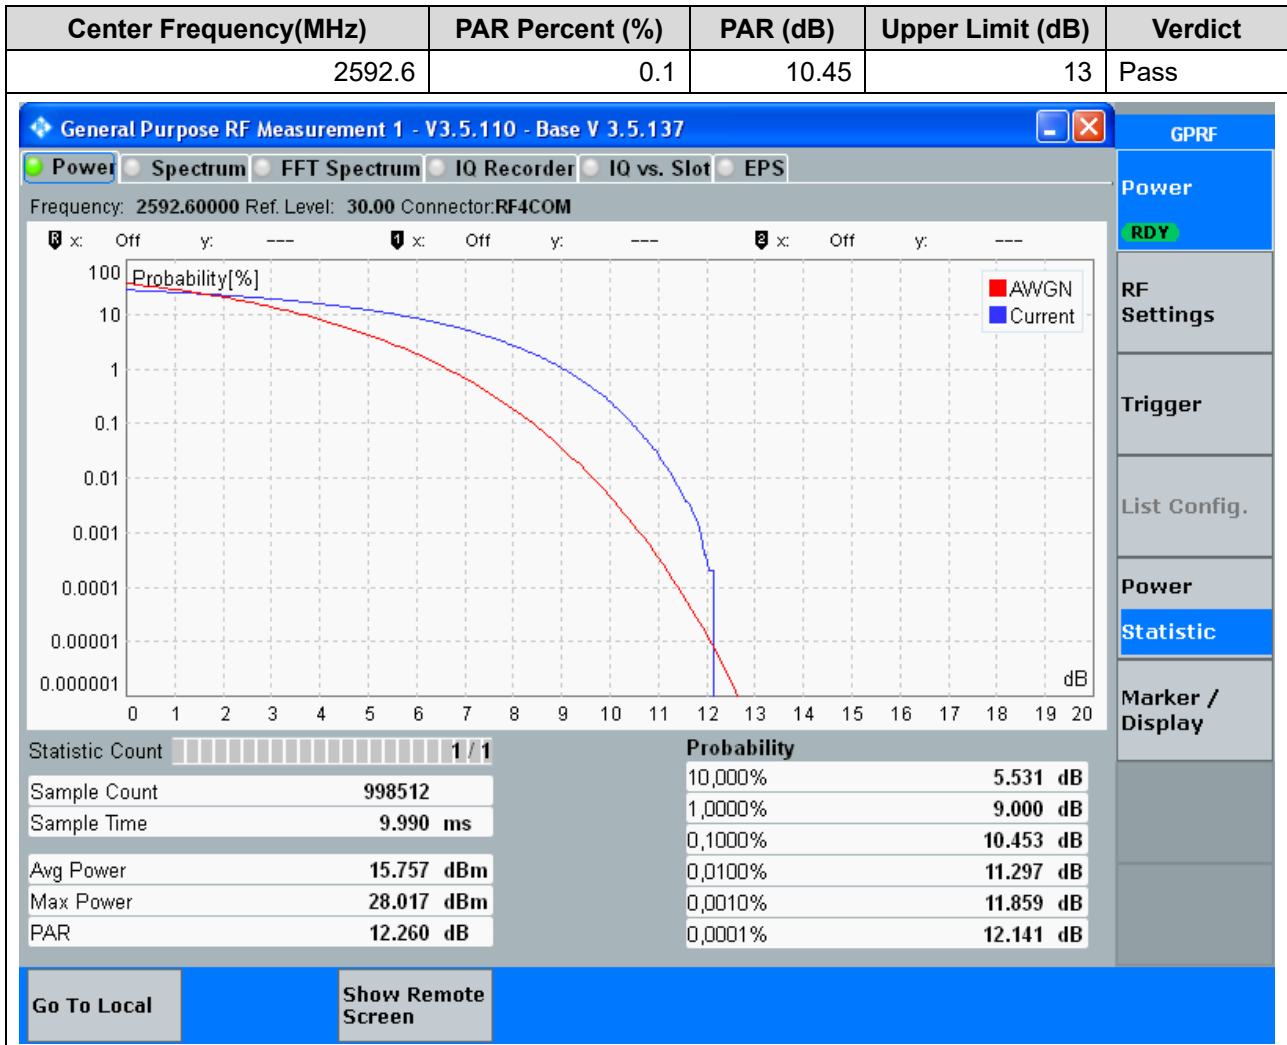 Center Frequency(MHz) PAR Percent (%) PAR (dB) Upper Limit (dB) Verdict
2592.6 0.1 10.45 13 Pass
General Purpose RF Measurement 1 - V3.5.110 - Base V 3.5.137
GPRF
Power Spectrum FFT Spectrum IQ Recorder IQ vs. Slot EPS
Power
RDY
Frequency: 2592.60000 Ref. Level: 30.00 Connector:RF4COM
R x: Off y: --- 1 x: Off y: --- 2 x: Off y: ---
Probability[%]
AWGN
Current
100
10
1
0.1
0.01
0.001
0.0001
0.00001
0.000001
dB
0 1 2 3 4 5 6 7 8 9 10 11 12 13 14 15 16 17 18 19 20
RF
Settings
Trigger
List Config.
Power
Statistic
Marker /
Display
Statistic Count 1 / 1
Sample Count 998512
Sample Time 9.990 ms
Avg Power 15.757 dBm
Max Power 28.017 dBm
PAR 12.260 dB
Probability
10,000% 5.531 dB
1,0000% 9.000 dB
0,1000% 10.453 dB
0,0100% 11.297 dB
0,0010% 11.859 dB
0,0001% 12.141 dB
Go To Local
Show Remote
Screen